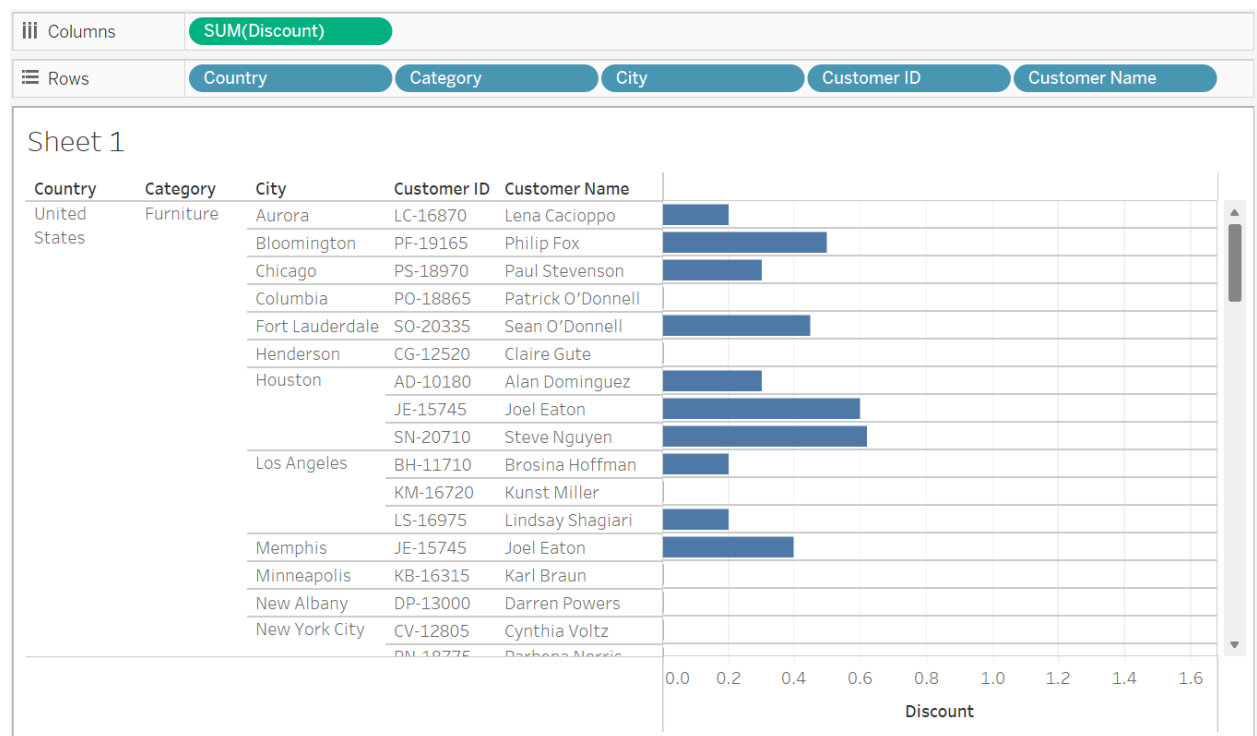 Columns SUM(Discount)
Rows Country Category City Customer ID Customer Name
Sheet 1
Country Category City Customer ID Customer Name
United States Furniture Aurora LC-16870 Lena Cacioppo
Bloomington PF-19165 Philip Fox
Chicago PS-18970 Paul Stevenson
Columbia PO-18865 Patrick O'Donnell
Fort Lauderdale SO-20335 Sean O'Donnell
Henderson CG-12520 Claire Gute
Houston AD-10180 Alan Dominguez
JE-15745 Joel Eaton
SN-20710 Steve Nguyen
Los Angeles BH-11710 Brosina Hoffman
KM-16720 Kunst Miller
LS-16975 Lindsay Shagiari
Memphis JE-15745 Joel Eaton
Minneapolis KB-16315 Karl Braun
New Albany DP-13000 Darren Powers
New York City CV-12805 Cynthia Voltz
0.0 0.2 0.4 0.6 0.8 1.0 1.2 1.4 1.6
Discount